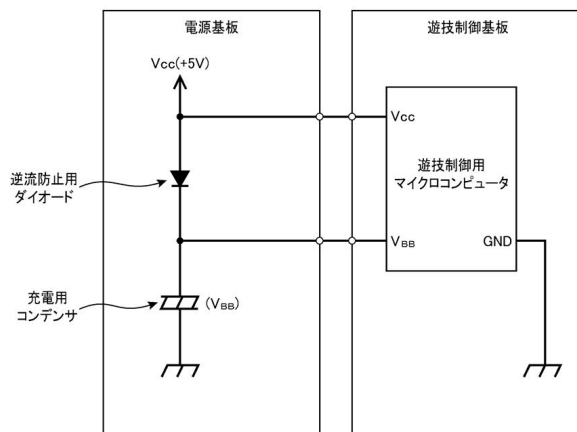 電源基板
遊技制御基板
Vcc(+5V)
Vcc
遊技制御用
マイクロコンピュータ
逆流防止用
ダイオード
VBB
GND
充電用
コンデンサ
(VBB)